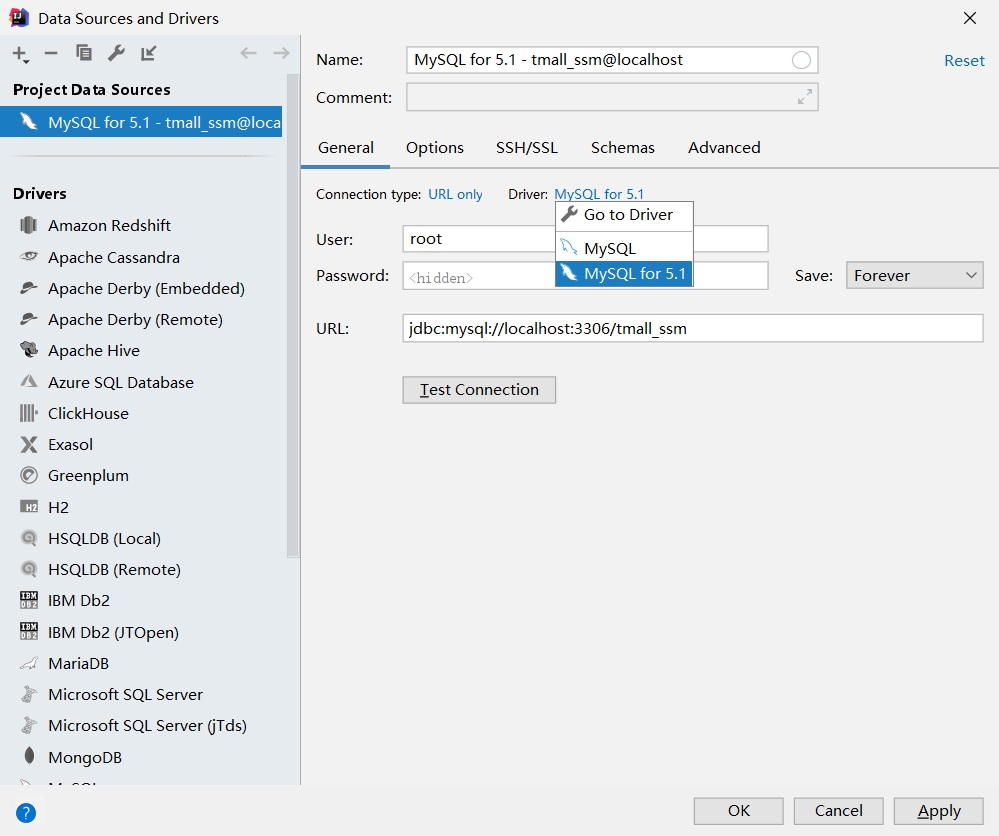 Data Sources and Drivers
Project Data Sources
MySQL for 5.1 - tmall_ssm@loca
Drivers
Amazon Redshift
Apache Cassandra
Apache Derby (Embedded)
Apache Derby (Remote)
Apache Hive
Azure SQL Database
ClickHouse
Exasol
Greenplum
H2
HSQLDB (Local)
HSQLDB (Remote)
IBM Db2
IBM Db2 (JTOpen)
MariaDB
Microsoft SQL Server
Microsoft SQL Server (jTds)
MongoDB
Name: MySQL for 5.1 - tmall_ssm@localhost Reset
Comment:
General Options SSH/SSL Schemas Advanced
Connection type: URL only Driver: MySQL for 5.1
Go to Driver
MySQL
MySQL for 5.1
User: root
Password: <hidden> Save: Forever
URL: jdbc:mysql://localhost:3306/tmall_ssm
Test Connection
? OK Cancel Apply